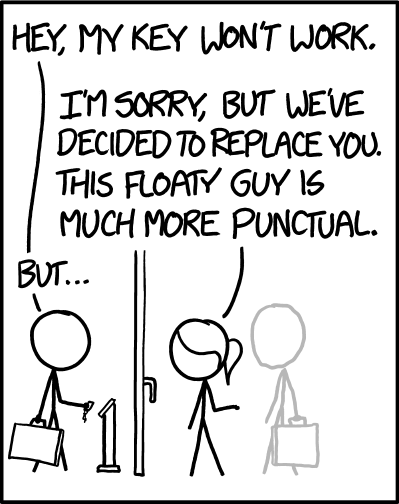 HEY, MY KEY WON'T WORK.
I'M SORRY, BUT WE'VE
DECIDED TO REPLACE YOU.
THIS FLOATY GUY IS
MUCH MORE PUNCTUAL.
BUT...